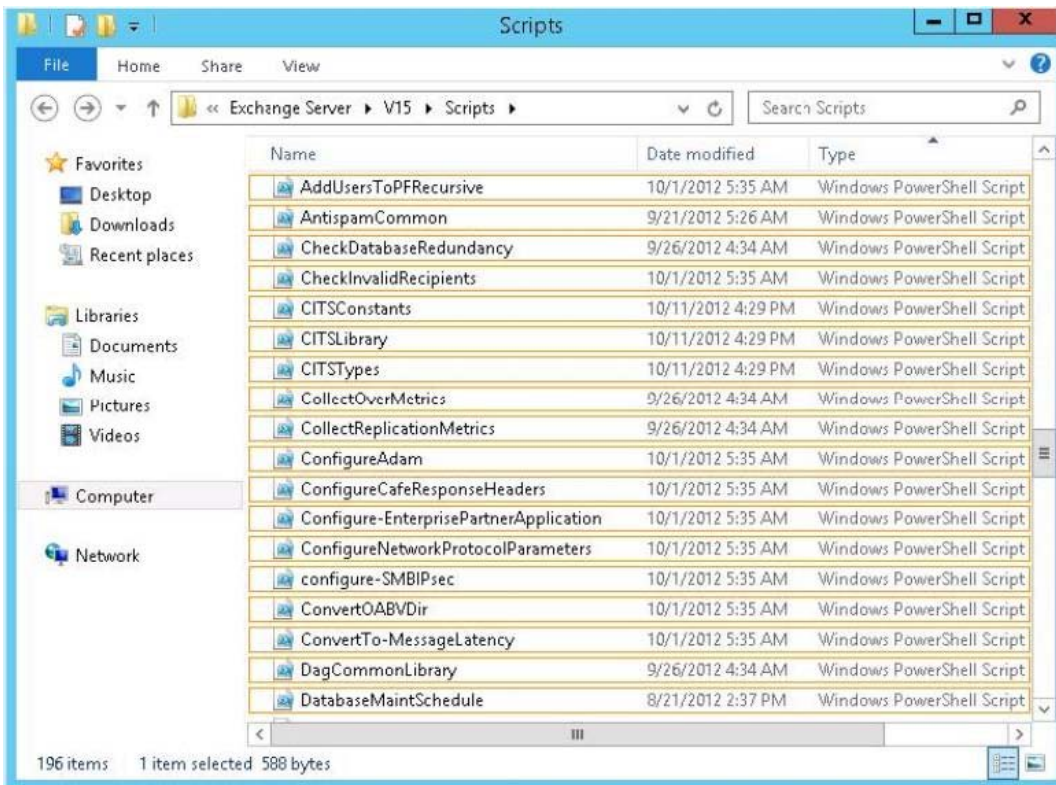 Scripts
File Home Share View
« Exchange Server ▸ V15 ▸ Scripts ▸ Search Scripts
Name Date modified Type
Favorites
Desktop
Downloads
Recent places
Libraries
Documents
Music
Pictures
Videos
Computer
Network
AddUsersToPFRecursive 10/1/2012 5:35 AM Windows PowerShell Script
AntispamCommon 9/21/2012 5:26 AM Windows PowerShell Script
CheckDatabaseRedundancy 9/26/2012 4:34 AM Windows PowerShell Script
CheckInvalidRecipients 10/1/2012 5:35 AM Windows PowerShell Script
CITSConstants 10/11/2012 4:29 PM Windows PowerShell Script
CITSLibrary 10/11/2012 4:29 PM Windows PowerShell Script
CITSTypes 10/11/2012 4:29 PM Windows PowerShell Script
CollectOverMetrics 9/26/2012 4:34 AM Windows PowerShell Script
CollectReplicationMetrics 9/26/2012 4:34 AM Windows PowerShell Script
ConfigureAdam 10/1/2012 5:35 AM Windows PowerShell Script
ConfigureCafeResponseHeaders 10/1/2012 5:35 AM Windows PowerShell Script
Configure-EnterprisePartnerApplication 10/1/2012 5:35 AM Windows PowerShell Script
ConfigureNetworkProtocolParameters 10/1/2012 5:35 AM Windows PowerShell Script
configure-SMBIPsec 10/1/2012 5:35 AM Windows PowerShell Script
ConvertOABVDir 10/1/2012 5:35 AM Windows PowerShell Script
ConvertTo-MessageLatency 10/1/2012 5:35 AM Windows PowerShell Script
DagCommonLibrary 9/26/2012 4:34 AM Windows PowerShell Script
DatabaseMaintSchedule 8/21/2012 2:37 PM Windows PowerShell Script
196 items 1 item selected 588 bytes